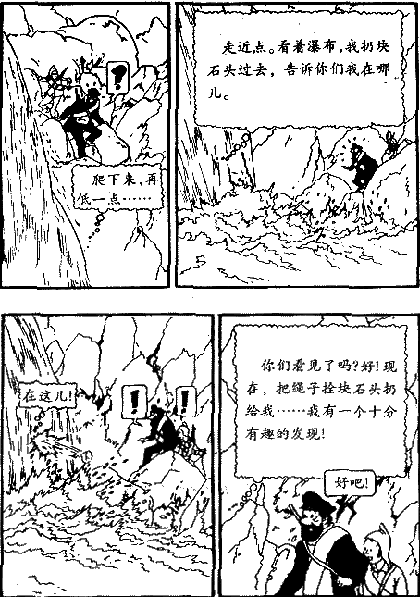 !
爬下来,再
低一点……
走近点。看着瀑布,我扔块
石头过去,告诉你们我在哪
儿。
在这儿!
!
!
你们看见了吗?好!现
在,把绳子拴块石头扔
给我……我有一个十分
有趣的发现!
好吧!